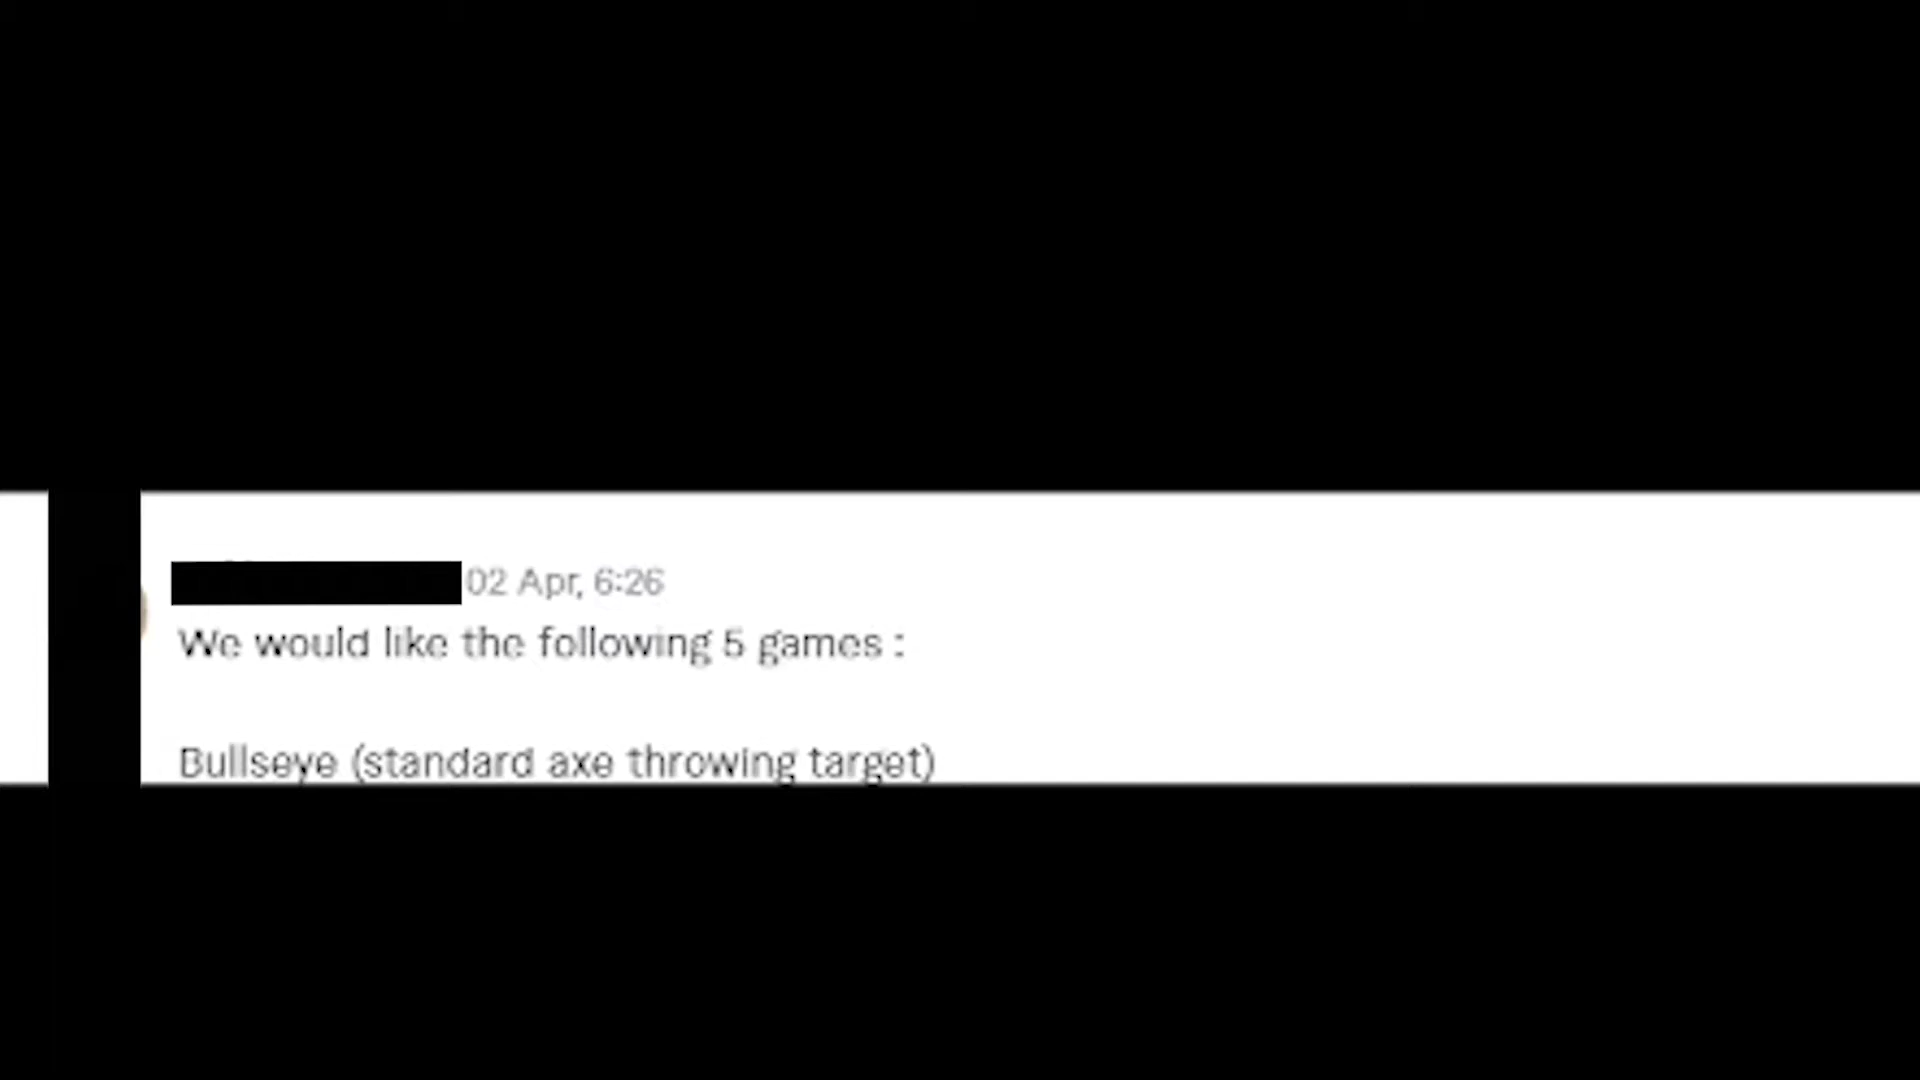 02 Apr, 6:26
We would like the following 5 games :
Bullseye (standard axe throwing target)